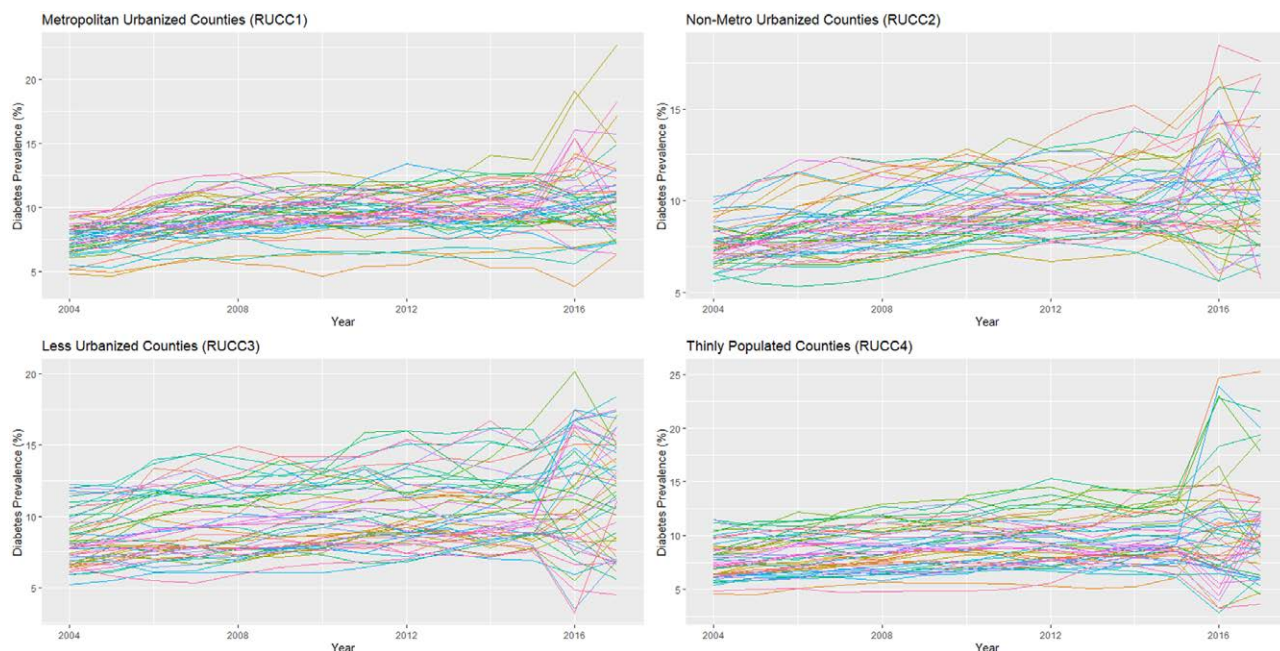 Metropolitan Urbanized Counties (RUCC1)
Diabetes Prevalence (%)
20
15
10
5
2004
2008
2012
2016
Year
Non-Metro Urbanized Counties (RUCC2)
Diabetes Prevalence (%)
15
10
5
2004
2008
2012
2016
Year
Less Urbanized Counties (RUCC3)
Diabetes Prevalence (%)
20
15
10
5
2004
2008
2012
2016
Year
Thinly Populated Counties (RUCC4)
Diabetes Prevalence (%)
25
20
15
10
5
2004
2008
2012
2016
Year